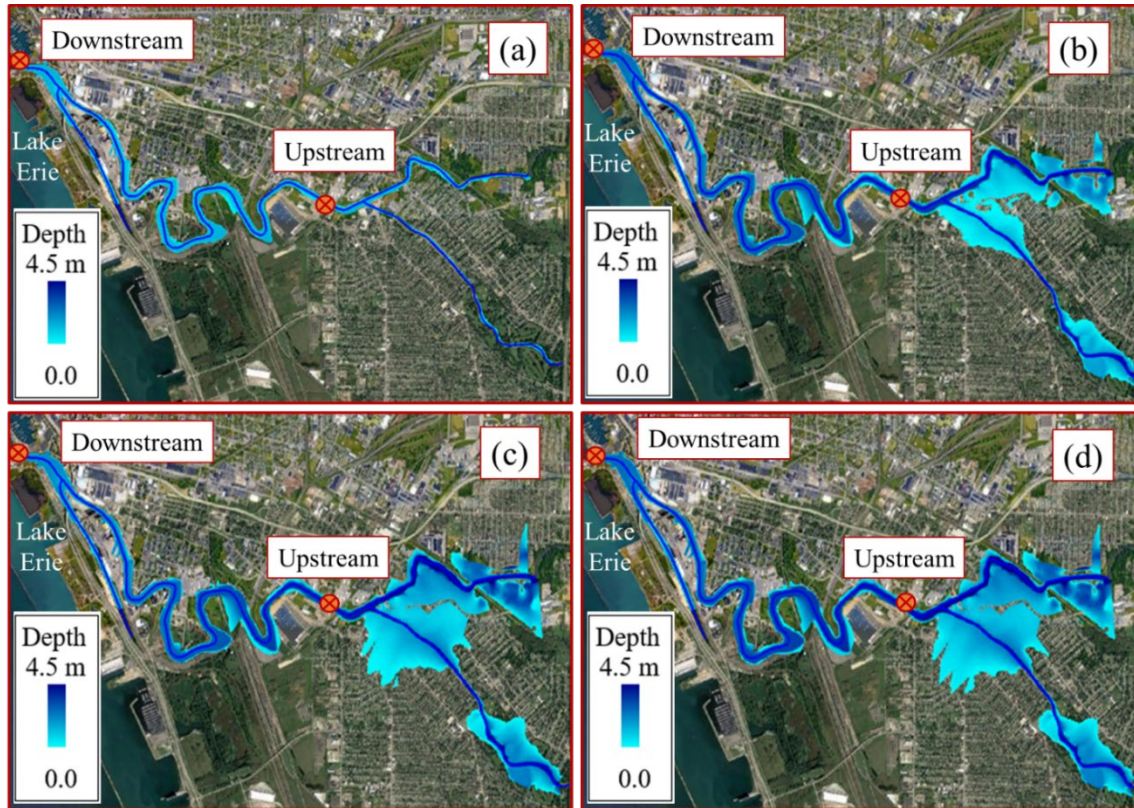 Downstream
(a)
Upstream
Lake
Erie
Depth
4.5 m
0.0
Downstream
(b)
Upstream
Lake
Erie
Depth
4.5 m
0.0
Downstream
(c)
Upstream
Lake
Erie
Depth
4.5 m
0.0
Downstream
(d)
Upstream
Lake
Erie
Depth
4.5 m
0.0